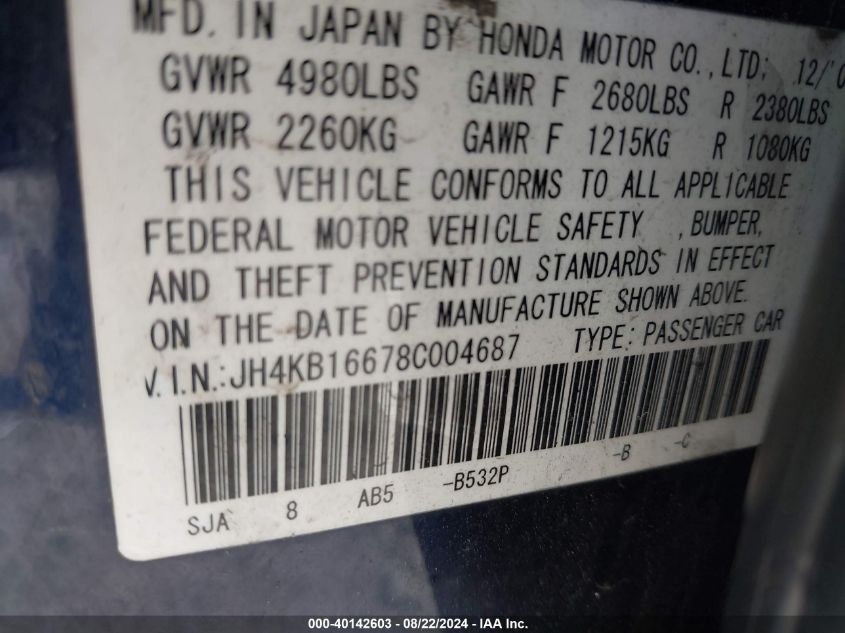 MFD. IN JAPAN BY HONDA MOTOR CO., LTD; 12/
GVWR 4980LBS GAWR F 2680LBS R 2380LBS
GVWR 2260KG GAWR F 1215KG R 1080KG
THIS VEHICLE CONFORMS TO ALL APPLICABLE
FEDERAL MOTOR VEHICLE SAFETY , BUMPER,
AND THEFT PREVENTION STANDARDS IN EFFECT
ON THE DATE OF MANUFACTURE SHOWN ABOVE.
V.I.N.:JH4KB16678C004687 TYPE: PASSENGER CAR
SJA 8 AB5 -B532P -B -C
000-40142603 - 08/22/2024 - IAA Inc.